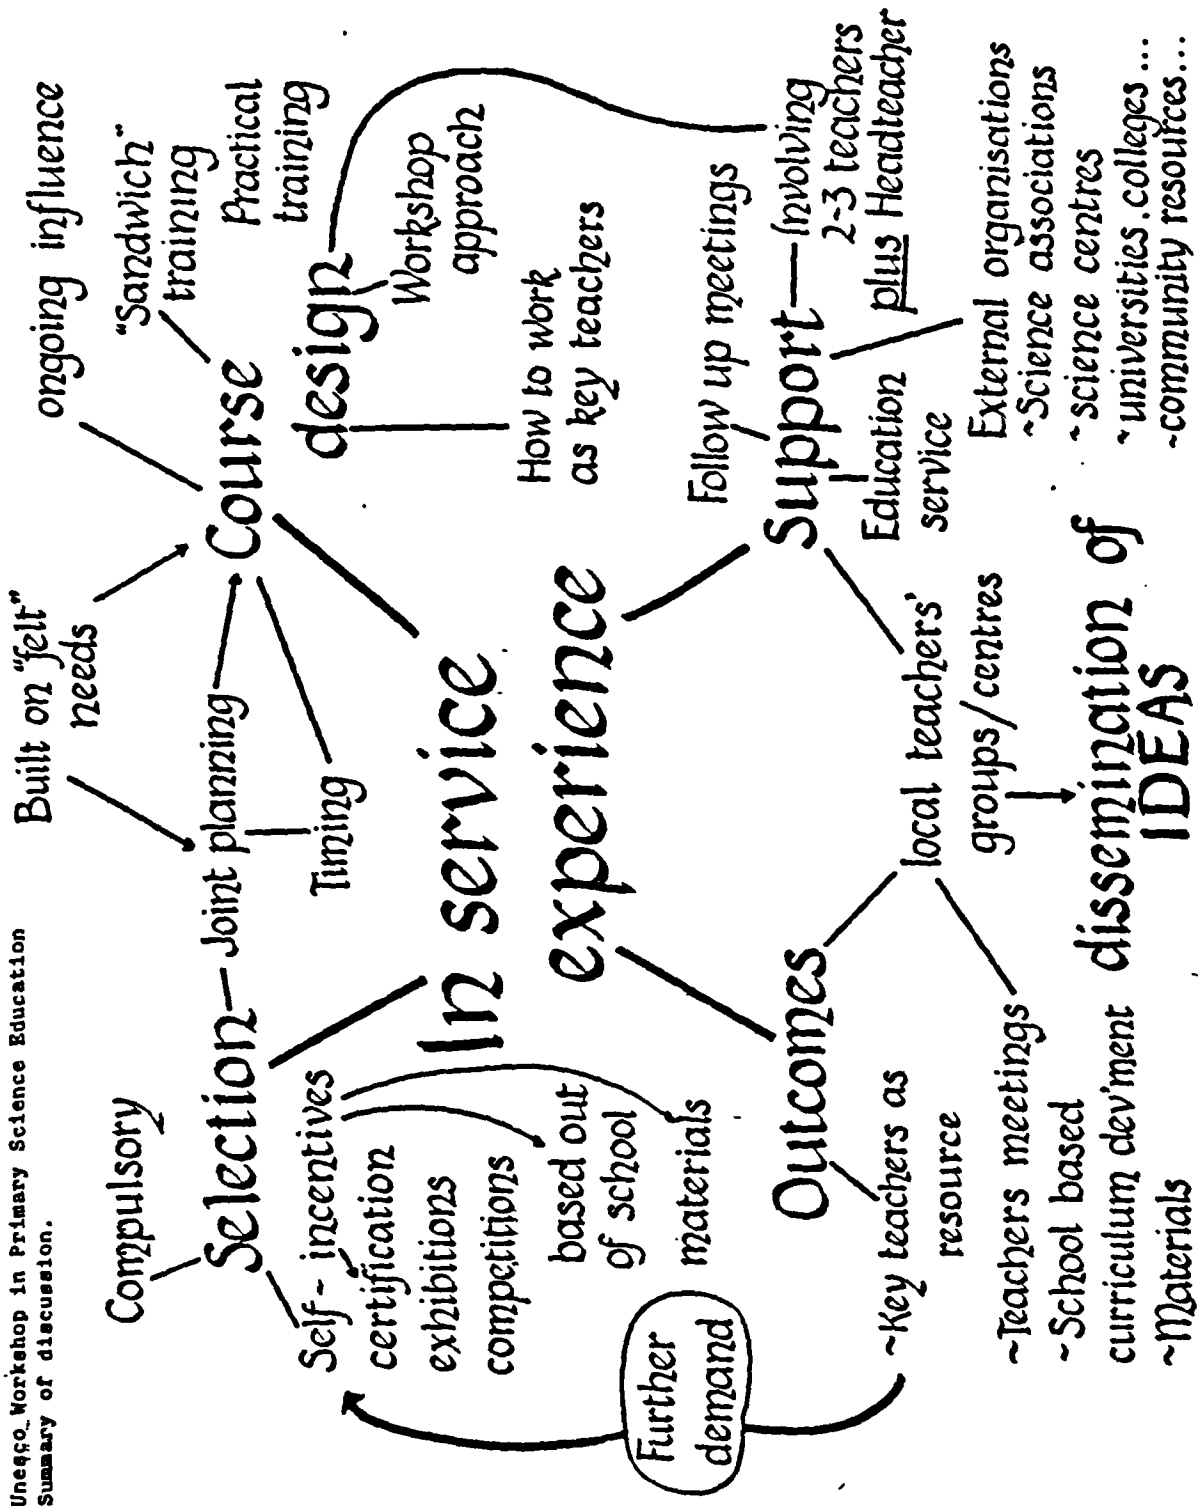 Unesco Workshop in Primary Science Education
Summary of discussion.
Compulsory
Selection
Self-incentives
certification
exhibitions
competitions
based out
of school
materials
Joint planning
Timing
Built on "felt"
needs
ongoing influence
Course
design
"Sandwich"
training
Practical
training
Workshop
approach
How to work
as key teachers
In service
experience
Further
demand
Outcomes
~Key teachers as
resource
~Teachers meetings
~School based
curriculum dev'ment
~Materials
local teachers'
groups/centres
dissemination of
IDEAS
Support
Follow up meetings
Education
service
Involving
2-3 teachers
plus Headteacher
External organisations
~Science associations
~science centres
~universities.colleges...
~community resources...